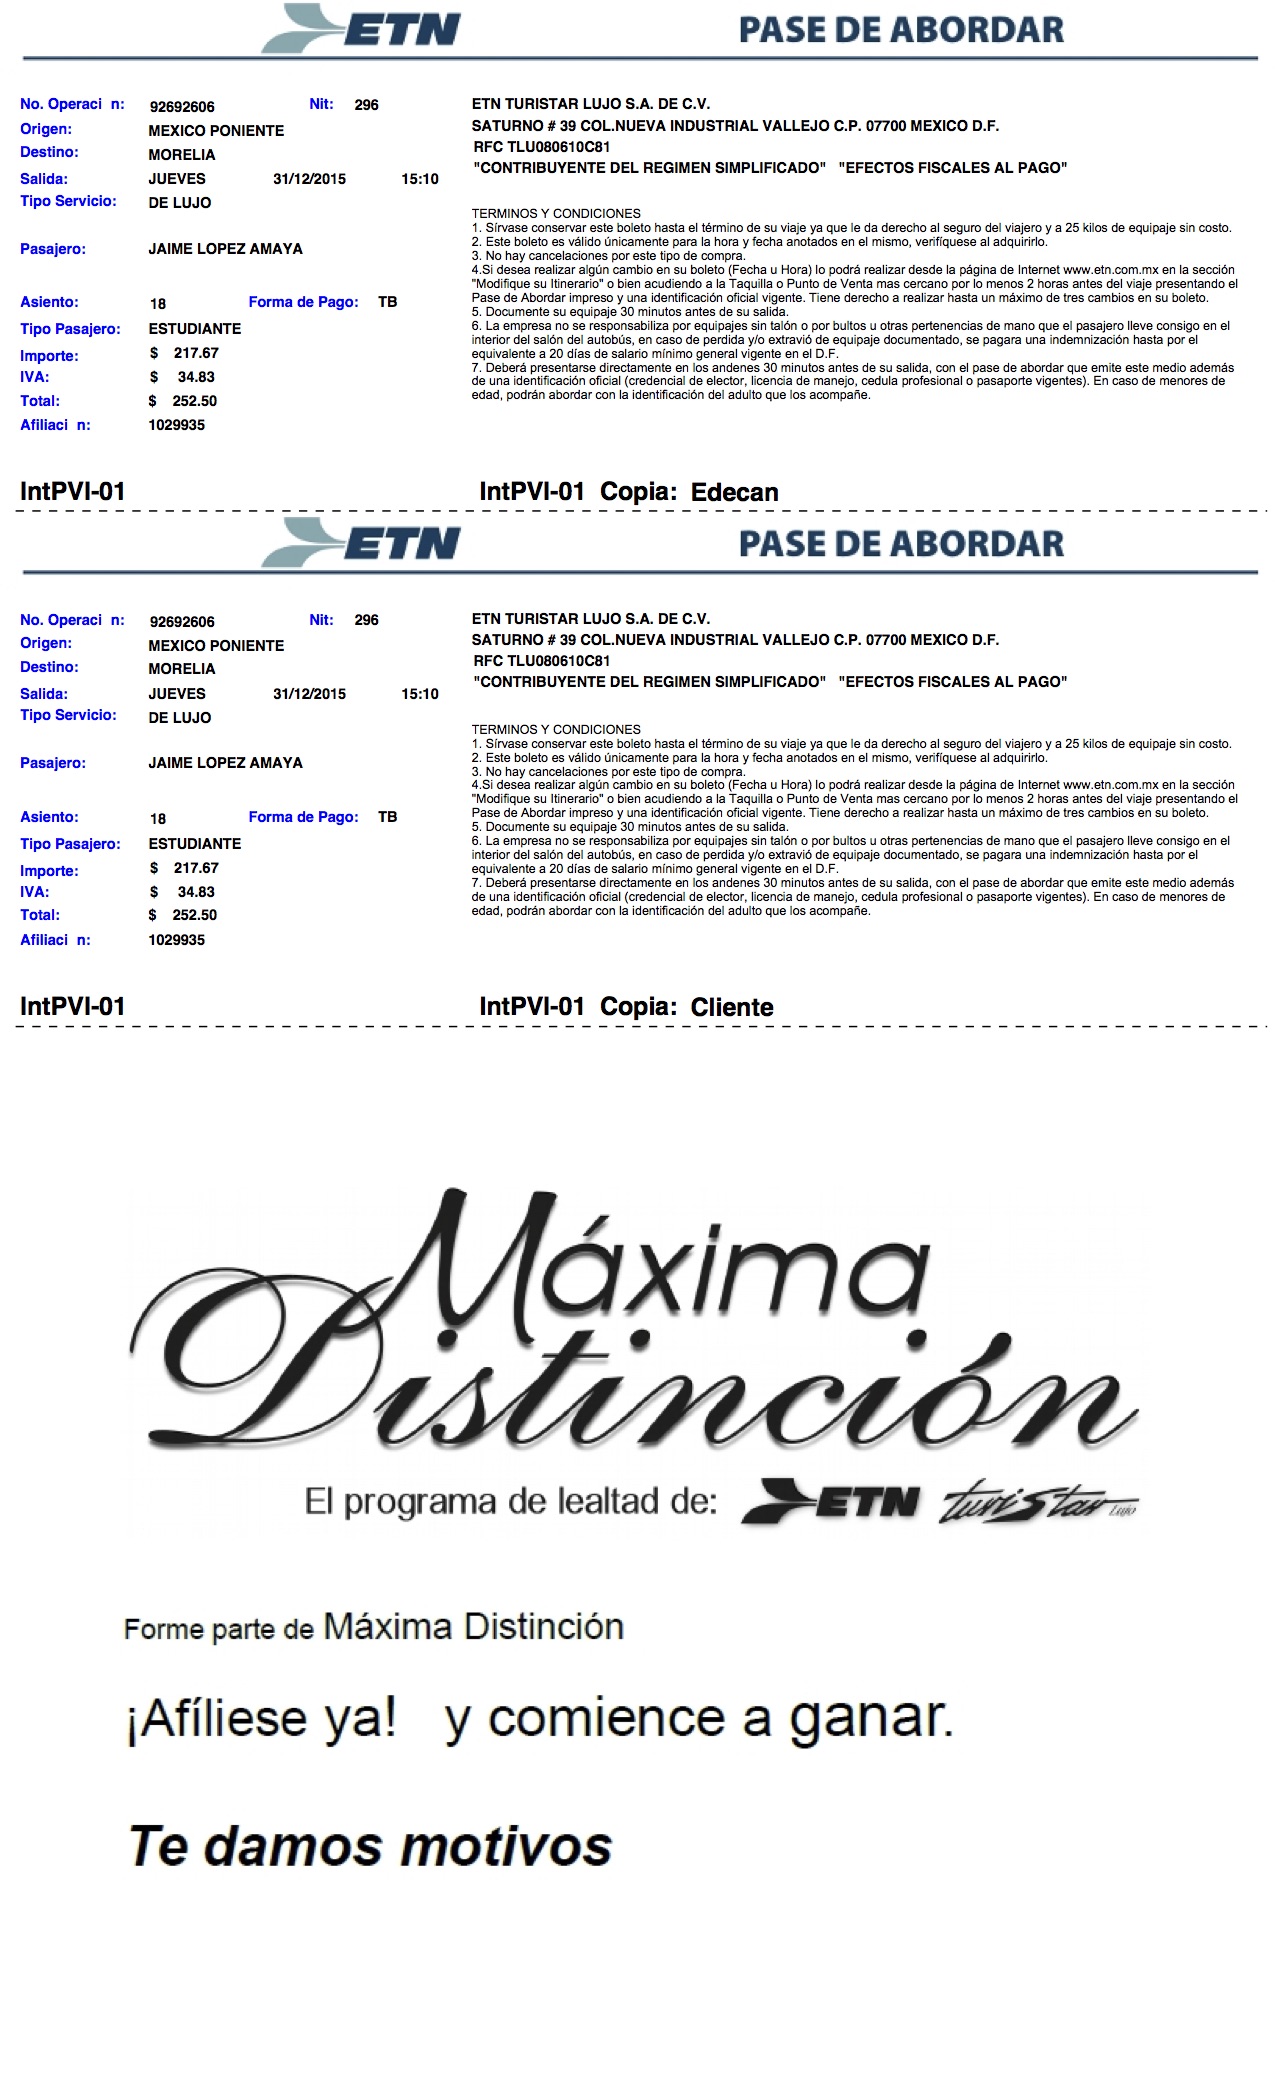 ETN PASE DE ABORDAR
No. Operaci n: 92692606 Nit: 296
Origen: MEXICO PONIENTE
Destino: MORELIA
Salida: JUEVES 31/12/2015 15:10
Tipo Servicio: DE LUJO
Pasajero: JAIME LOPEZ AMAYA
Asiento: 18 Forma de Pago: TB
Tipo Pasajero: ESTUDIANTE
Importe: $ 217.67
IVA: $ 34.83
Total: $ 252.50
Afiliaci n: 1029935
ETN TURISTAR LUJO S.A. DE C.V.
SATURNO # 39 COL.NUEVA INDUSTRIAL VALLEJO C.P. 07700 MEXICO D.F.
RFC TLU080610C81
"CONTRIBUYENTE DEL REGIMEN SIMPLIFICADO" "EFECTOS FISCALES AL PAGO"
TERMINOS Y CONDICIONES
1. Sírvase conservar este boleto hasta el término de su viaje ya que le da derecho al seguro del viajero y a 25 kilos de equipaje sin costo.
2. Este boleto es válido únicamente para la hora y fecha anotados en el mismo, verifíquese al adquirirlo.
3. No hay cancelaciones por este tipo de compra.
4.Si desea realizar algún cambio en su boleto (Fecha u Hora) lo podrá realizar desde la página de Internet www.etn.com.mx en la sección
"Modifique su Itinerario" o bien acudiendo a la Taquilla o Punto de Venta mas cercano por lo menos 2 horas antes del viaje presentando el
Pase de Abordar impreso y una identificación oficial vigente. Tiene derecho a realizar hasta un máximo de tres cambios en su boleto.
5. Documente su equipaje 30 minutos antes de su salida.
6. La empresa no se responsabiliza por equipajes sin talón o por bultos u otras pertenencias de mano que el pasajero lleve consigo en el
interior del salón del autobús, en caso de perdida y/o extravió de equipaje documentado, se pagara una indemnización hasta por el
equivalente a 20 días de salario mínimo general vigente en el D.F.
7. Deberá presentarse directamente en los andenes 30 minutos antes de su salida, con el pase de abordar que emite este medio además
de una identificación oficial (credencial de elector, licencia de manejo, cedula profesional o pasaporte vigentes). En caso de menores de
edad, podrán abordar con la identificación del adulto que los acompañe.
IntPVI-01 IntPVI-01 Copia: Edecan
ETN PASE DE ABORDAR
No. Operaci n: 92692606 Nit: 296
Origen: MEXICO PONIENTE
Destino: MORELIA
Salida: JUEVES 31/12/2015 15:10
Tipo Servicio: DE LUJO
Pasajero: JAIME LOPEZ AMAYA
Asiento: 18 Forma de Pago: TB
Tipo Pasajero: ESTUDIANTE
Importe: $ 217.67
IVA: $ 34.83
Total: $ 252.50
Afiliaci n: 1029935
ETN TURISTAR LUJO S.A. DE C.V.
SATURNO # 39 COL.NUEVA INDUSTRIAL VALLEJO C.P. 07700 MEXICO D.F.
RFC TLU080610C81
"CONTRIBUYENTE DEL REGIMEN SIMPLIFICADO" "EFECTOS FISCALES AL PAGO"
TERMINOS Y CONDICIONES
1. Sírvase conservar este boleto hasta el término de su viaje ya que le da derecho al seguro del viajero y a 25 kilos de equipaje sin costo.
2. Este boleto es válido únicamente para la hora y fecha anotados en el mismo, verifíquese al adquirirlo.
3. No hay cancelaciones por este tipo de compra.
4.Si desea realizar algún cambio en su boleto (Fecha u Hora) lo podrá realizar desde la página de Internet www.etn.com.mx en la sección
"Modifique su Itinerario" o bien acudiendo a la Taquilla o Punto de Venta mas cercano por lo menos 2 horas antes del viaje presentando el
Pase de Abordar impreso y una identificación oficial vigente. Tiene derecho a realizar hasta un máximo de tres cambios en su boleto.
5. Documente su equipaje 30 minutos antes de su salida.
6. La empresa no se responsabiliza por equipajes sin talón o por bultos u otras pertenencias de mano que el pasajero lleve consigo en el
interior del salón del autobús, en caso de perdida y/o extravió de equipaje documentado, se pagara una indemnización hasta por el
equivalente a 20 días de salario mínimo general vigente en el D.F.
7. Deberá presentarse directamente en los andenes 30 minutos antes de su salida, con el pase de abordar que emite este medio además
de una identificación oficial (credencial de elector, licencia de manejo, cedula profesional o pasaporte vigentes). En caso de menores de
edad, podrán abordar con la identificación del adulto que los acompañe.
IntPVI-01 IntPVI-01 Copia: Cliente
Máxima
Distinción
El programa de lealtad de: ETN turistar Lujo
Forme parte de Máxima Distinción
¡Afíliese ya! y comience a ganar.
Te damos motivos